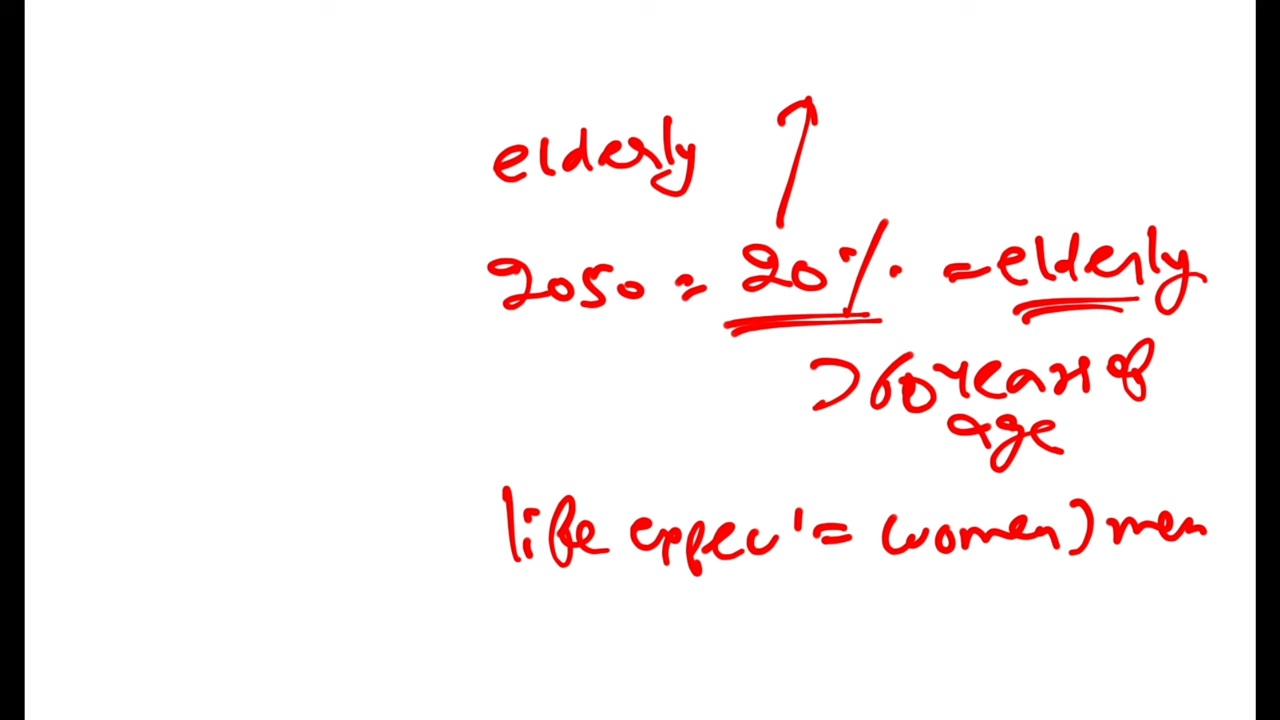 elderly
2050 = 20% = elderly
>60 years of
age
life expec' = women > men